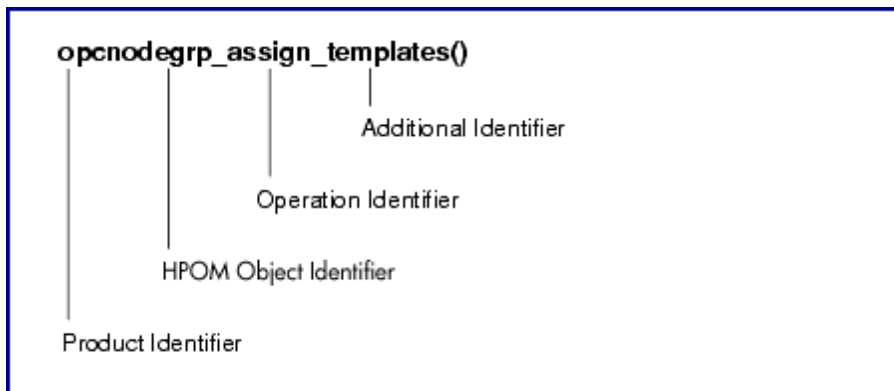 opcnodegrp_assign_templates()
Additional Identifier
Operation Identifier
HPOM Object Identifier
Product Identifier